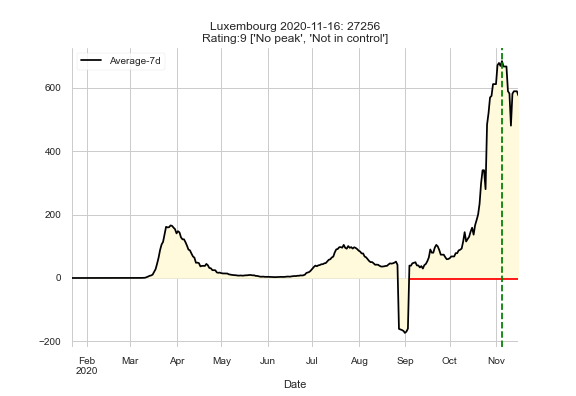 Luxembourg 2020-11-16: 27256
Rating:9 ['No peak', 'Not in control']
Average-7d
600
400
200
0
−200
Feb Mar Apr May Jun Jul Aug Sep Oct Nov
2020
Date